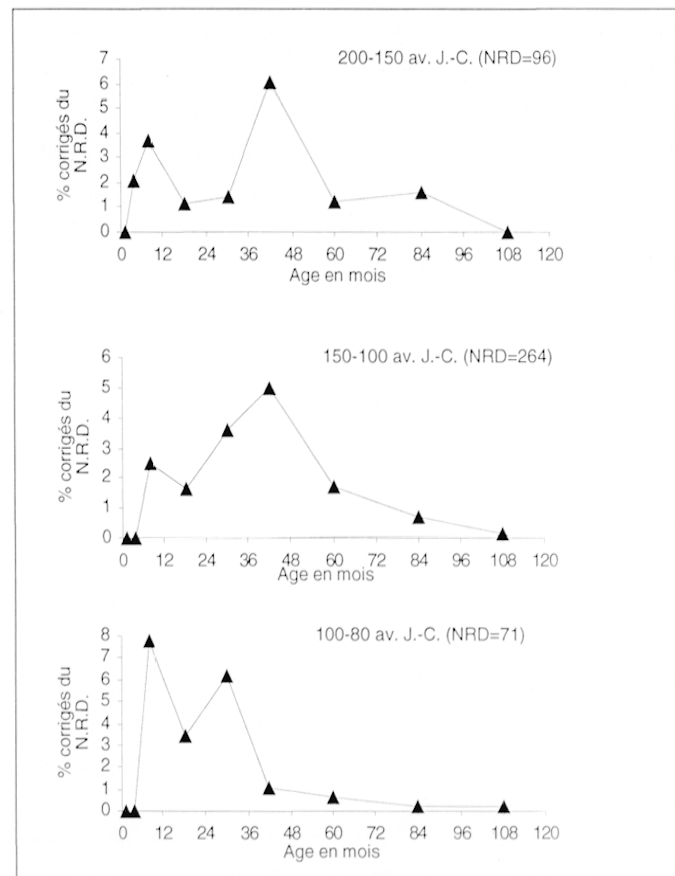 200-150 av. J.-C. (NRD=96)
% corrigés du
N.R.D.
7
6
5
4
3
2
1
0
0 12 24 36 48 60 72 84 96 108 120
Age en mois
150-100 av. J.-C. (NRD=264)
% corrigés du
N.R.D.
6
5
4
3
2
1
0
0 12 24 36 48 60 72 84 96 108 120
Age en mois
100-80 av. J.-C. (NRD=71)
% corrigés du
N.R.D.
8
7
6
5
4
3
2
1
0
0 12 24 36 48 60 72 84 96 108 120
Age en mois